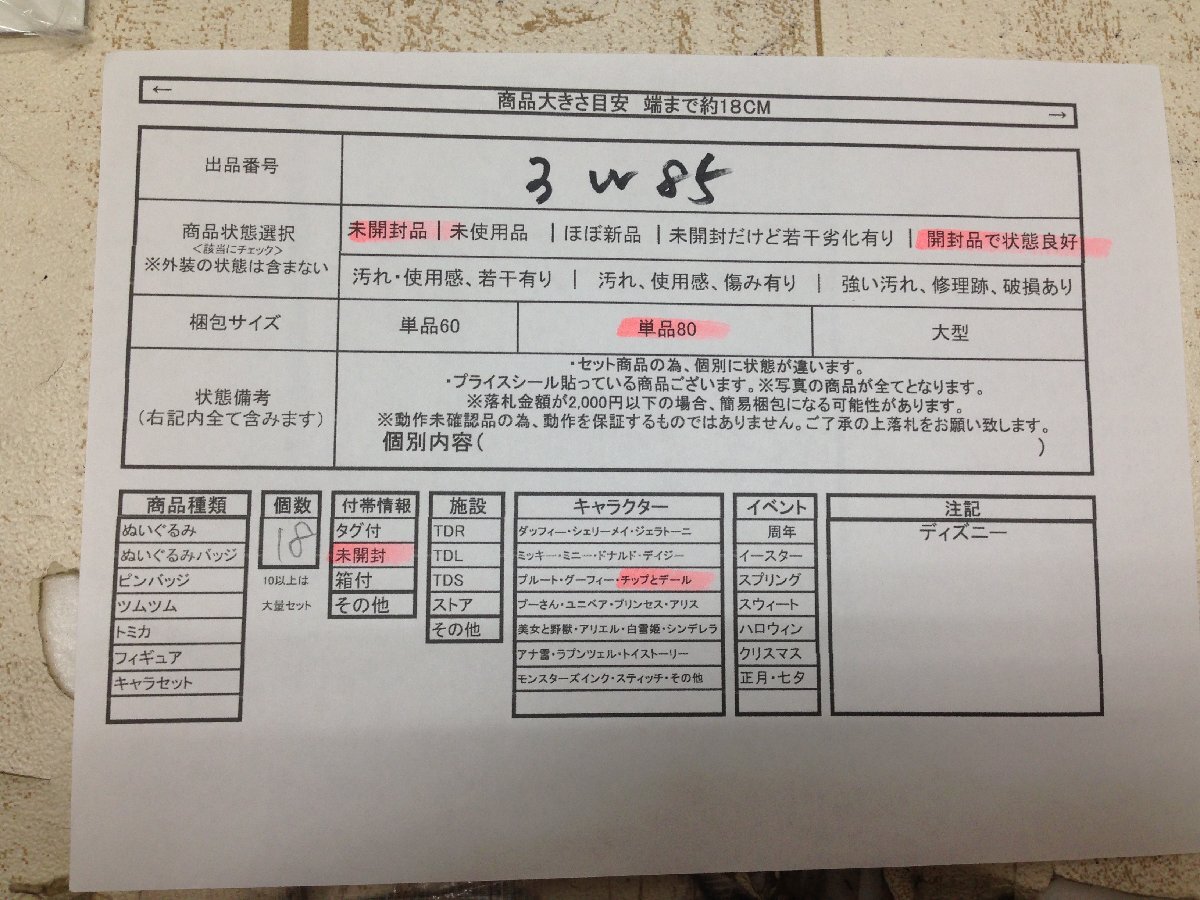 ← 商品大きさ目安 端まで約18CM →
出品番号 3 W 85
商品状態選択
<該当にチェック>
※外装の状態は含まない
未開封品 | 未使用品 | ほぼ新品 | 未開封だけど若干劣化有り | 開封品で状態良好
汚れ・使用感、若干有り | 汚れ、使用感、傷み有り | 強い汚れ、修理跡、破損あり
梱包サイズ 単品60 単品80 大型
状態備考
(右記内全て含みます)
・セット商品の為、個別に状態が違います。
・プライスシール貼っている商品ございます。※写真の商品が全てとなります。
※落札金額が2,000円以下の場合、簡易梱包になる可能性があります。
※動作未確認品の為、動作を保証するものではありません。ご了承の上落札をお願い致します。
個別内容( )
商品種類
ぬいぐるみ
ぬいぐるみバッジ
ピンバッジ
ツムツム
トミカ
フィギュア
キャラセット
個数
18
10以上は
大量セット
付帯情報
タグ付
未開封
箱付
その他
施設
TDR
TDL
TDS
ストア
その他
キャラクター
ダッフィー・シェリーメイ・ジェラトーニ
ミッキー・ミニー・ドナルド・デイジー
プルート・グーフィー・チップとデール
プーさん・ユニベア・プリンセス・アリス
美女と野獣・アリエル・白雪姫・シンデレラ
アナ雪・ラプンツェル・トイストーリー
モンスターズインク・スティッチ・その他
イベント
周年
イースター
スプリング
スウィート
ハロウィン
クリスマス
正月・七夕
注記
ディズニー